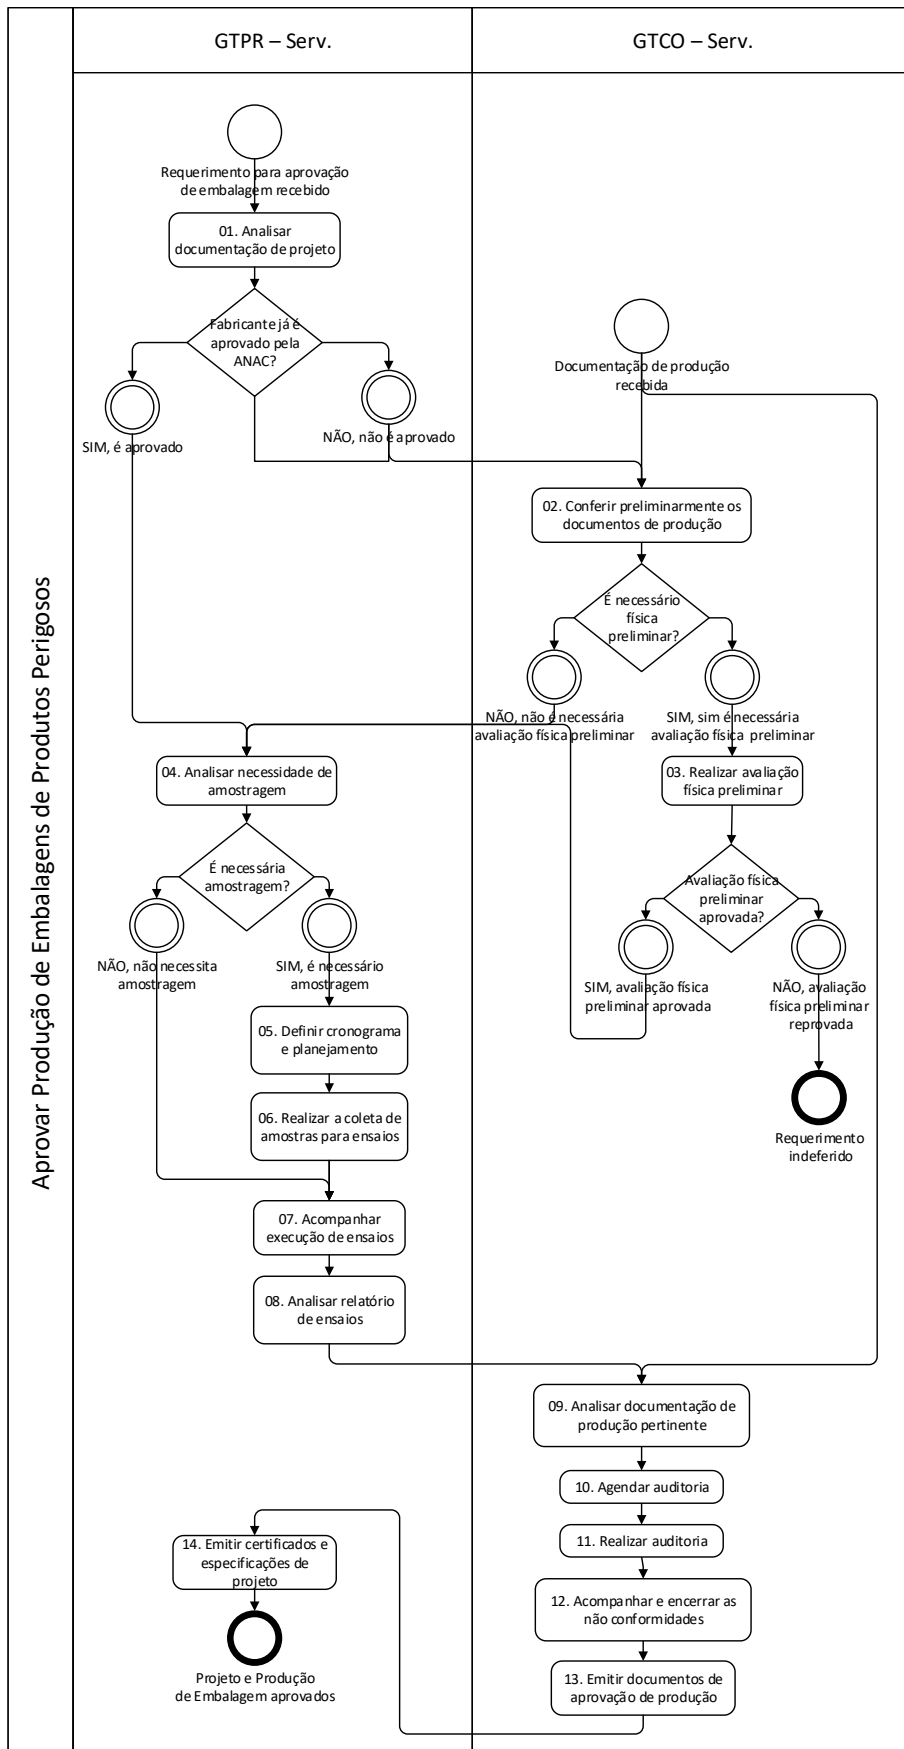 Aprovar Produção de Embalagens de Produtos Perigosos
GTPR – Serv.
GTCO – Serv.
Requerimento para aprovação
de embalagem recebido
01. Analisar
documentação de projeto
Fabricante já é
aprovado pela
ANAC?
SIM, é aprovado
NÃO, não é aprovado
Documentação de produção
recebida
02. Conferir preliminarmente os
documentos de produção
É necessário
física
preliminar?
NÃO, não é necessária
avaliação física preliminar
SIM, sim é necessária
avaliação física  preliminar
04. Analisar necessidade de
amostragem
03. Realizar avaliação
física preliminar
É necessária
amostragem?
Avaliação física
preliminar
aprovada?
NÃO, não necessita
amostragem
SIM, é necessário
amostragem
SIM, avaliação física
preliminar aprovada
NÃO, avaliação
física preliminar
reprovada
05. Definir cronograma
e planejamento
06. Realizar a coleta de
amostras para ensaios
Requerimento
indeferido
07. Acompanhar
execução de ensaios
08. Analisar relatório
de ensaios
09. Analisar documentação de
produção pertinente
10. Agendar auditoria
11. Realizar auditoria
14. Emitir certificados e
especificações de
projeto
12. Acompanhar e encerrar as
não conformidades
Projeto e Produção
de Embalagem aprovados
13. Emitir documentos de
aprovação de produção